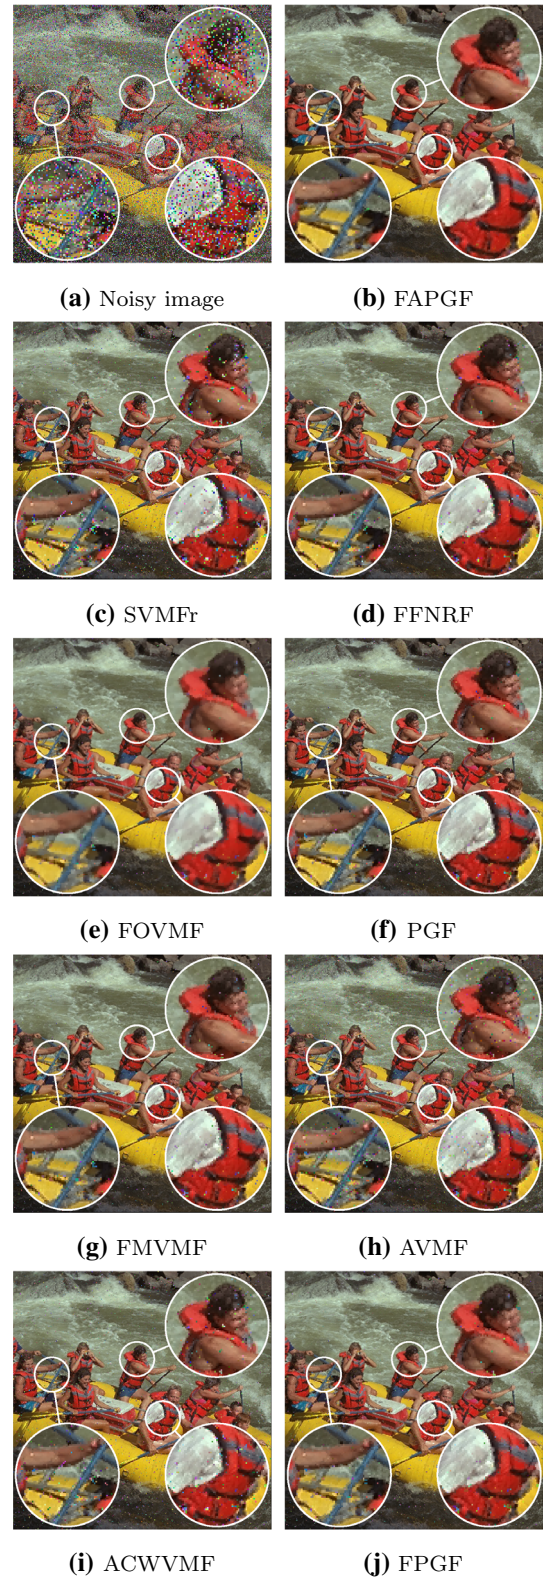 (a) Noisy image
(b) FAPGF
(c) SVMFr
(d) FFNRF
(e) FOVMF
(f) PGF
(g) FMVMF
(h) AVMF
(i) ACWVMF
(j) FPGF